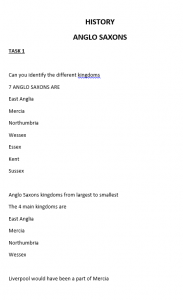 HISTORY
ANGLO SAXONS
TASK 1
Can you identify the different kingdoms
7 ANGLO SAXONS ARE
East Anglia
Mercia
Northumbria
Wessex
Essex
Kent
Sussex
Anglo Saxons kingdoms from largest to smallest
The 4 main kingdoms are
East Anglia
Mercia
Northumbria
Wessex
Liverpool would have been a part of Mercia